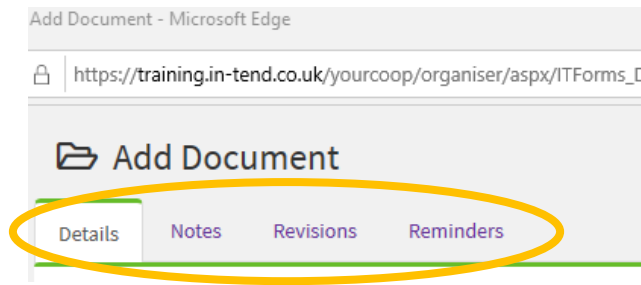 Add Document - Microsoft Edge
https://training.in-tend.co.uk/yourcoop/organiser/aspx/ITForms_D
Add Document
Details Notes Revisions Reminders